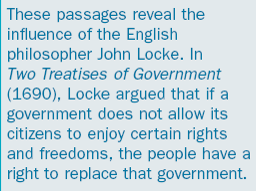 These passages reveal the
influence of the English
philosopher John Locke. In
Two Treatises of Government
(1690), Locke argued that if a
government does not allow its
citizens to enjoy certain rights
and freedoms, the people have a
right to replace that government.